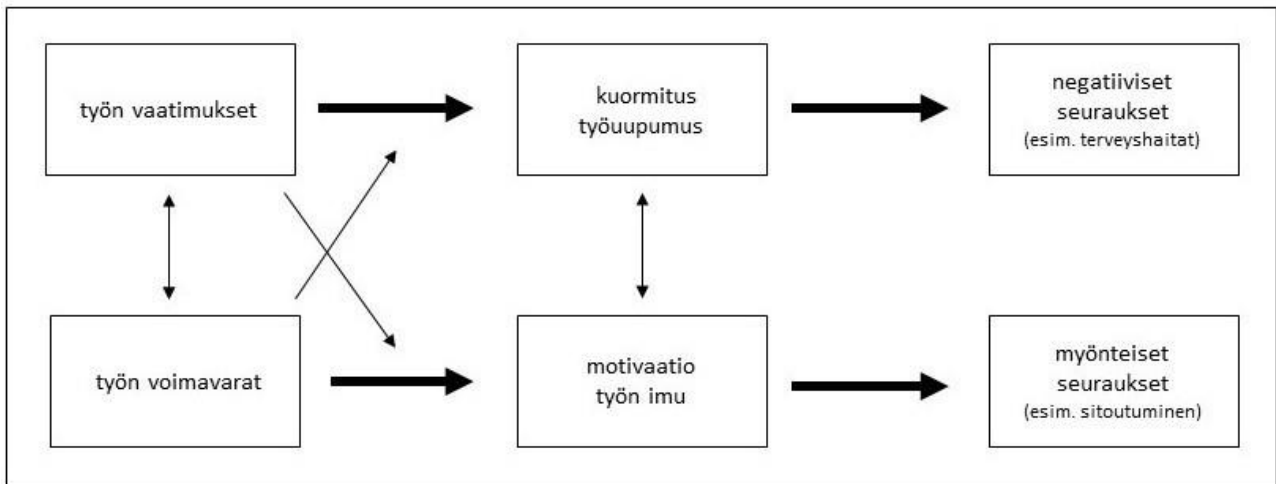 työn vaatimukset
kuormitus
työuupumus
negatiiviset
seuraukset
(esim. terveyshaitat)
työn voimavarat
motivaatio
työn imu
myönteiset
seuraukset
(esim. sitoutuminen)